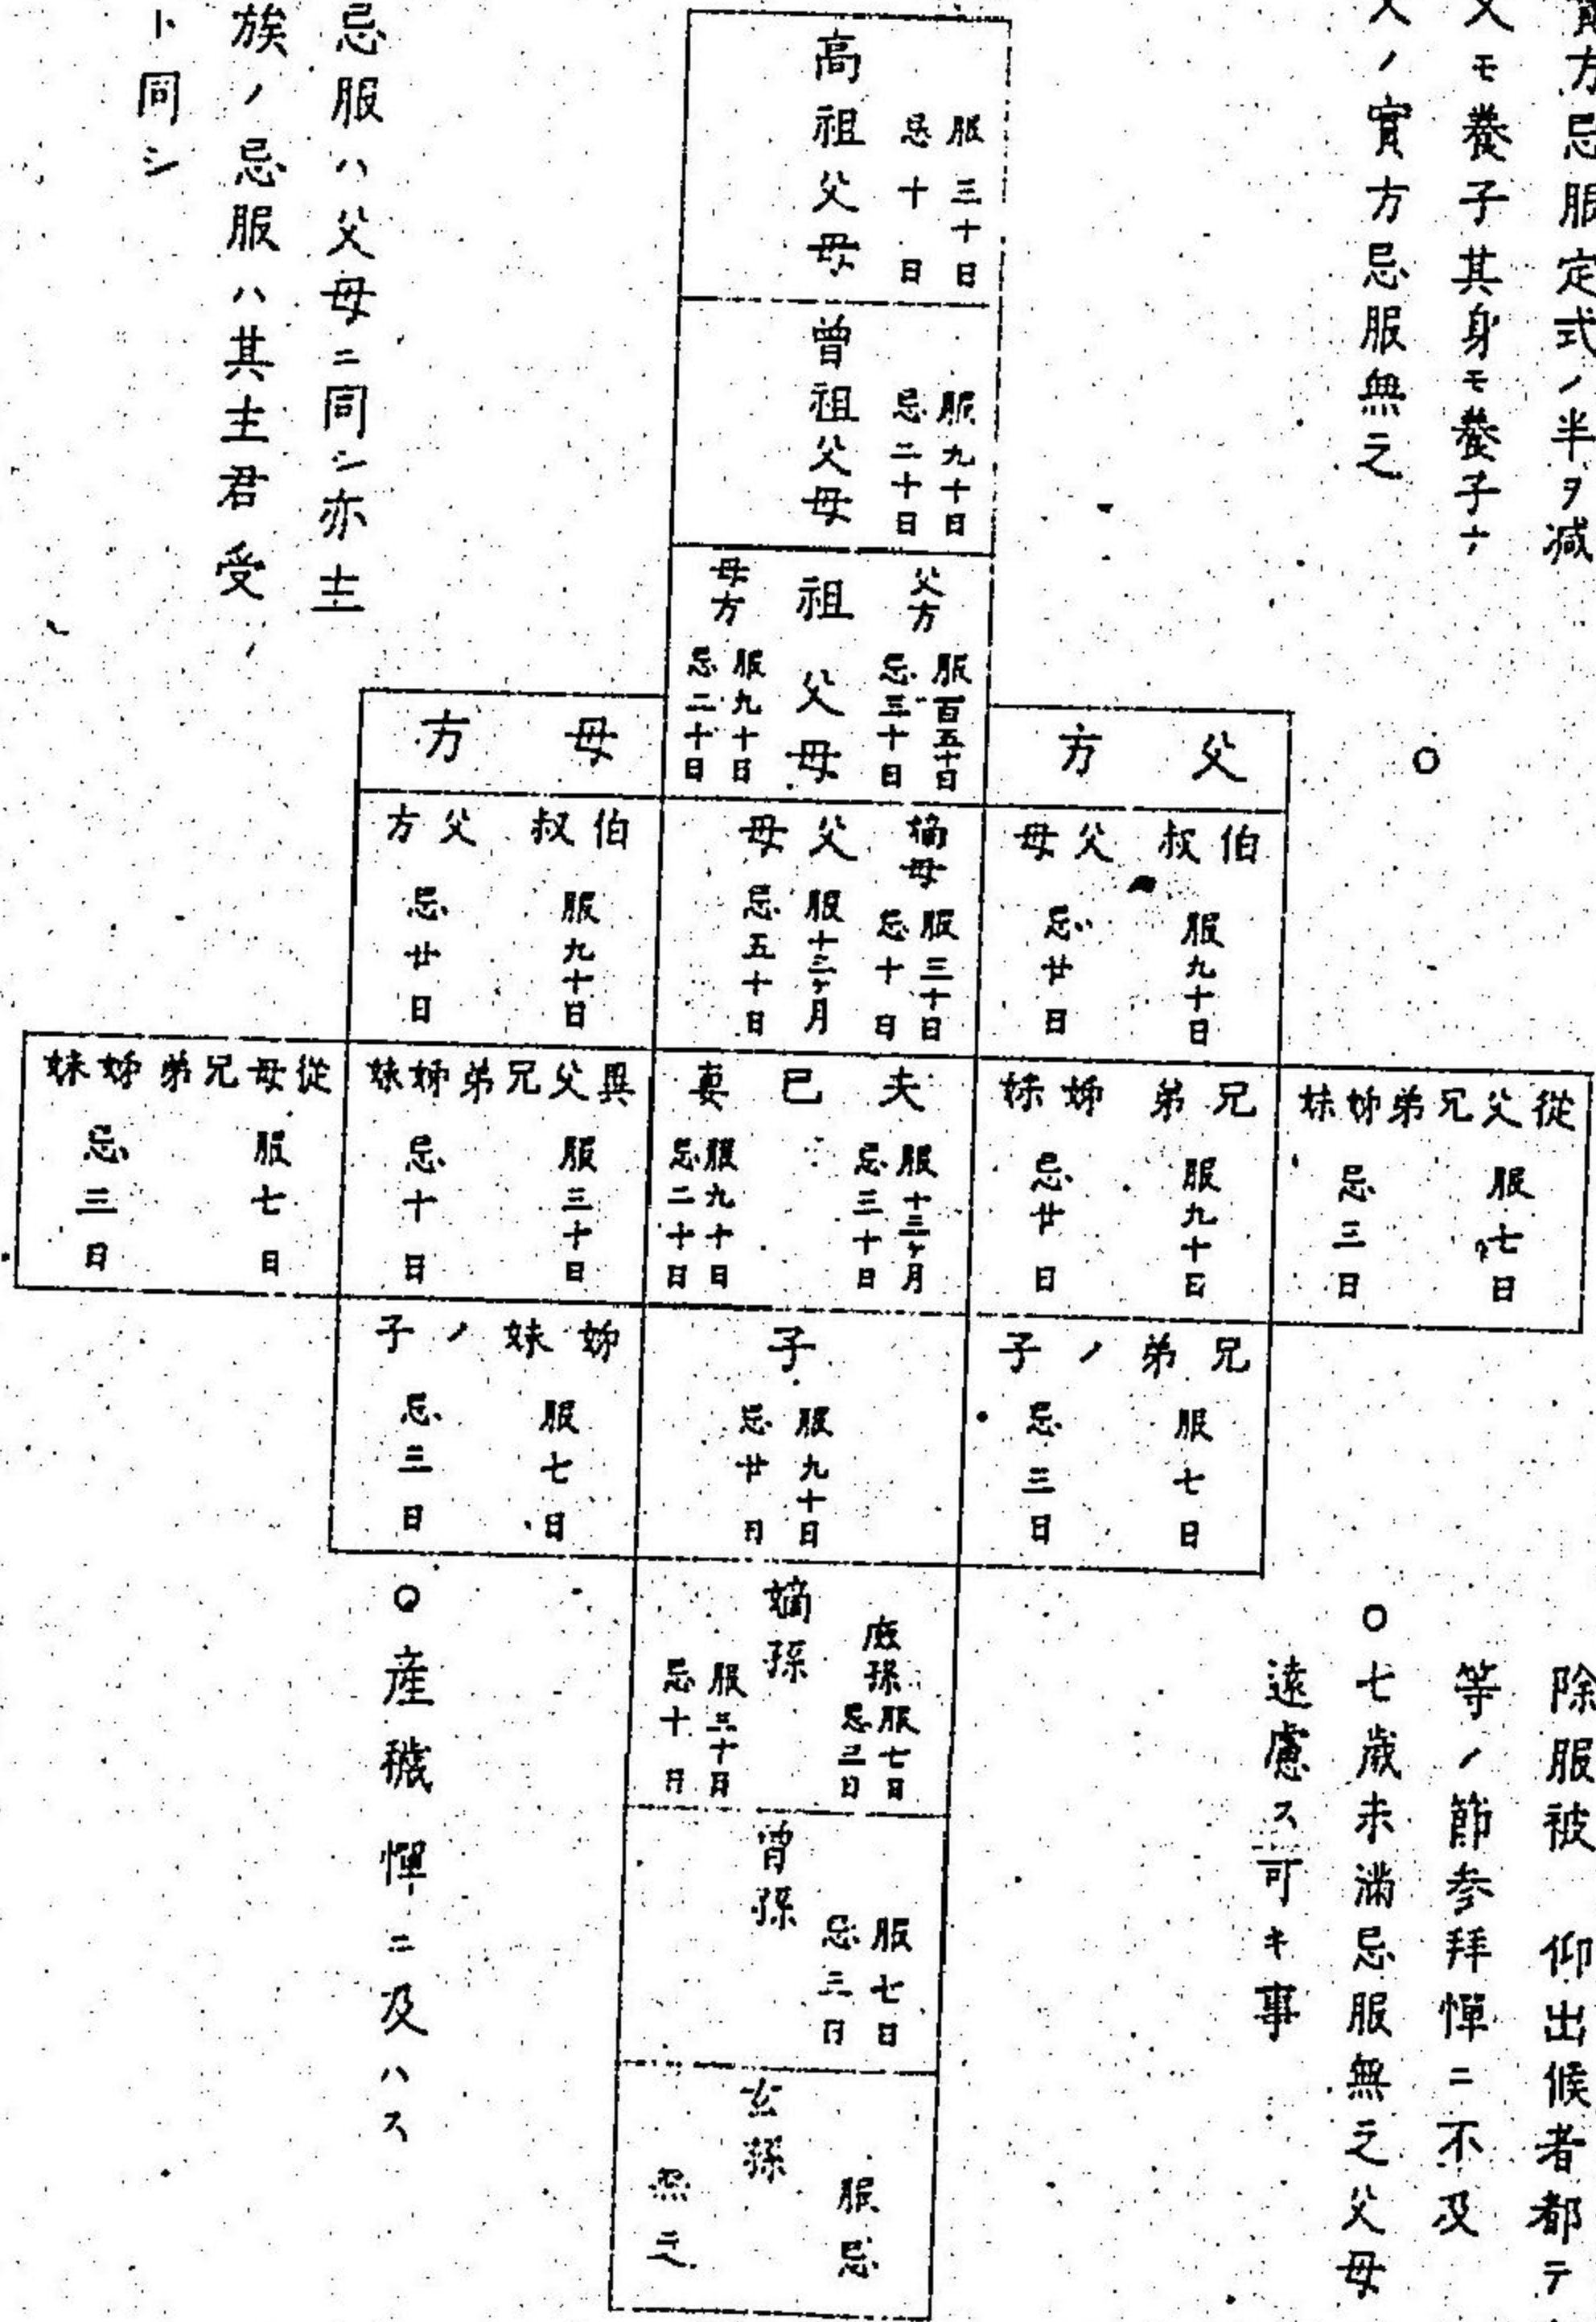 實方忌服定式ノ半ヲ減
父モ養子其身モ養子ナ
ノ實方忌服無之
○
除服被　仰出候者都テ
等ノ節参拜憚ニ不及
○七歳未満忌服無之父母
遠慮ス可キ事
高祖父母
服三十日
忌十日
曾祖父母
服九十日
忌二十日
祖父母
父方
服百五十日
忌三十日
母方
服九十日
忌二十日
父方
母方
伯叔父母
服九十日
忌廿日
嫡母
服三十日
忌十日
父母
服十三ヶ月
忌五十日
伯叔父方
服九十日
忌廿日
從父兄弟姉妹
服七日
忌三日
兄弟姉妹
服九十日
忌廿日
夫己妻
服十三ヶ月
忌三十日
服九十日
忌二十日
異父兄弟姉妹
服三十日
忌十日
從母兄弟姉妹
服七日
忌三日
兄弟ノ子
服七日
忌三日
子
服九十日
忌廿日
姉妹ノ子
服七日
忌三日
庶孫
服七日
忌三日
嫡孫
服三十日
忌十日
曾孫
服七日
忌三日
玄孫
服忌
無之
忌服ハ父母ニ同シ亦主
族ノ忌服ハ其主君受
ト同シ
○産穢憚ニ及ハス